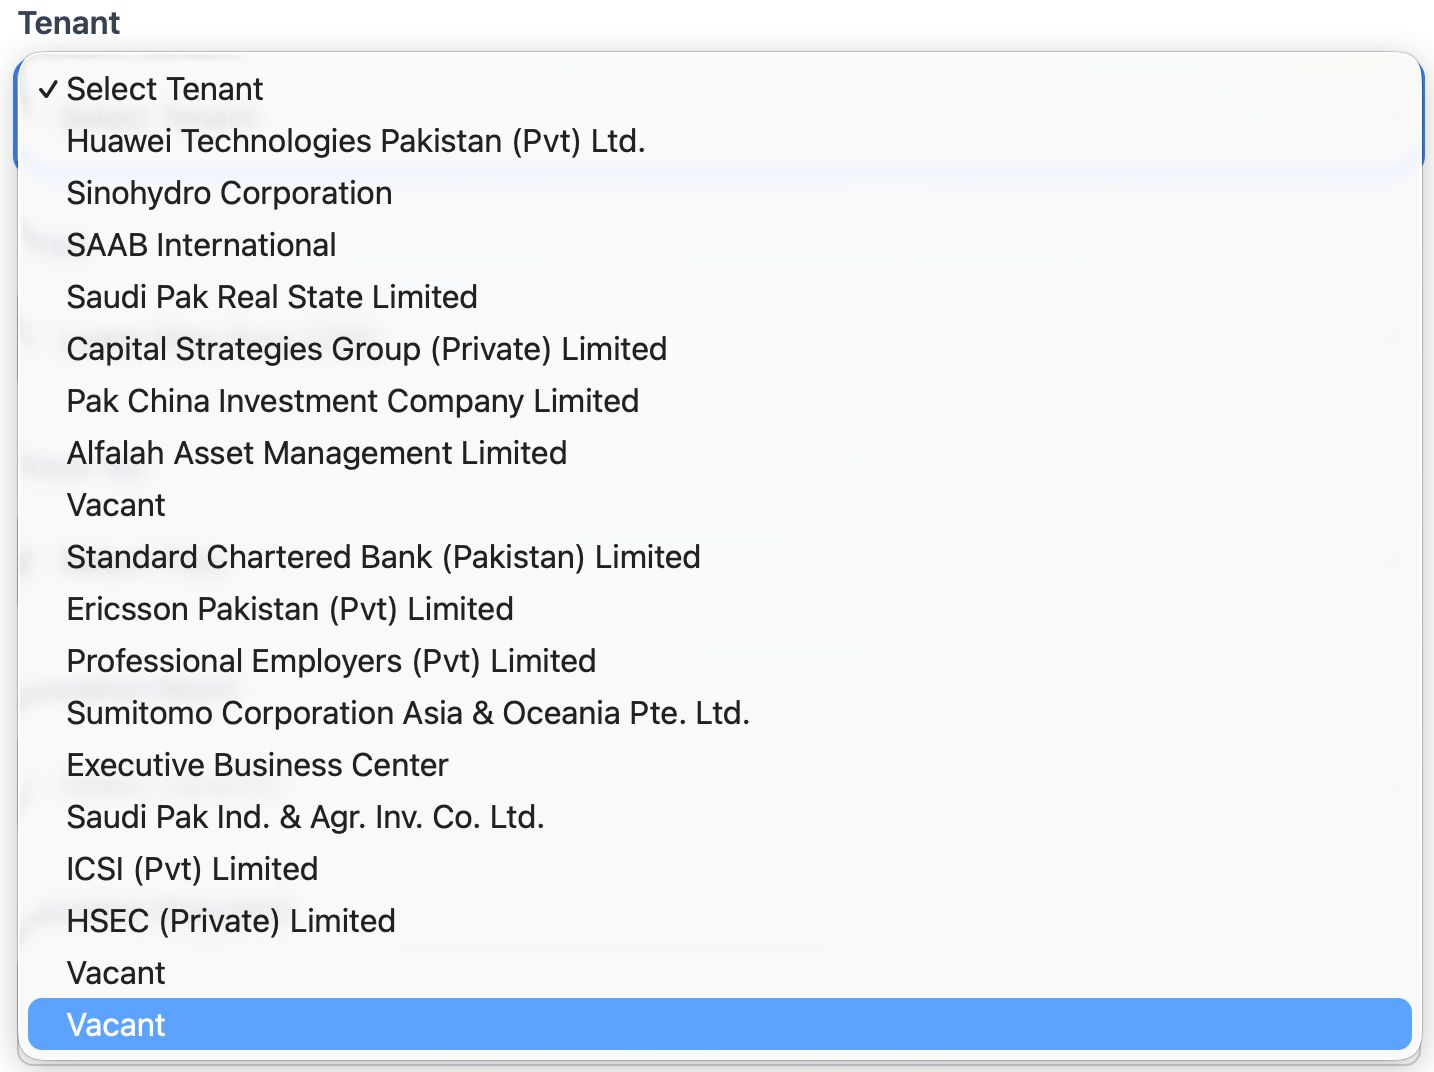 Tenant
✓ Select Tenant
Huawei Technologies Pakistan (Pvt) Ltd.
Sinohydro Corporation
SAAB International
Saudi Pak Real State Limited
Capital Strategies Group (Private) Limited
Pak China Investment Company Limited
Alfalah Asset Management Limited
Vacant
Standard Chartered Bank (Pakistan) Limited
Ericsson Pakistan (Pvt) Limited
Professional Employers (Pvt) Limited
Sumitomo Corporation Asia & Oceania Pte. Ltd.
Executive Business Center
Saudi Pak Ind. & Agr. Inv. Co. Ltd.
ICSI (Pvt) Limited
HSEC (Private) Limited
Vacant
Vacant